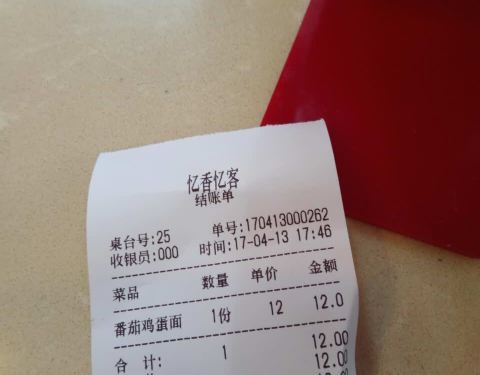 忆香忆客
结账单
桌台号:25 单号:170413000262
收银员:000 时间:17-04-13 17:46
菜品 数量 单价 金额
番茄鸡蛋面 1份 12 12.0
合 计: 1 12.00
12.00